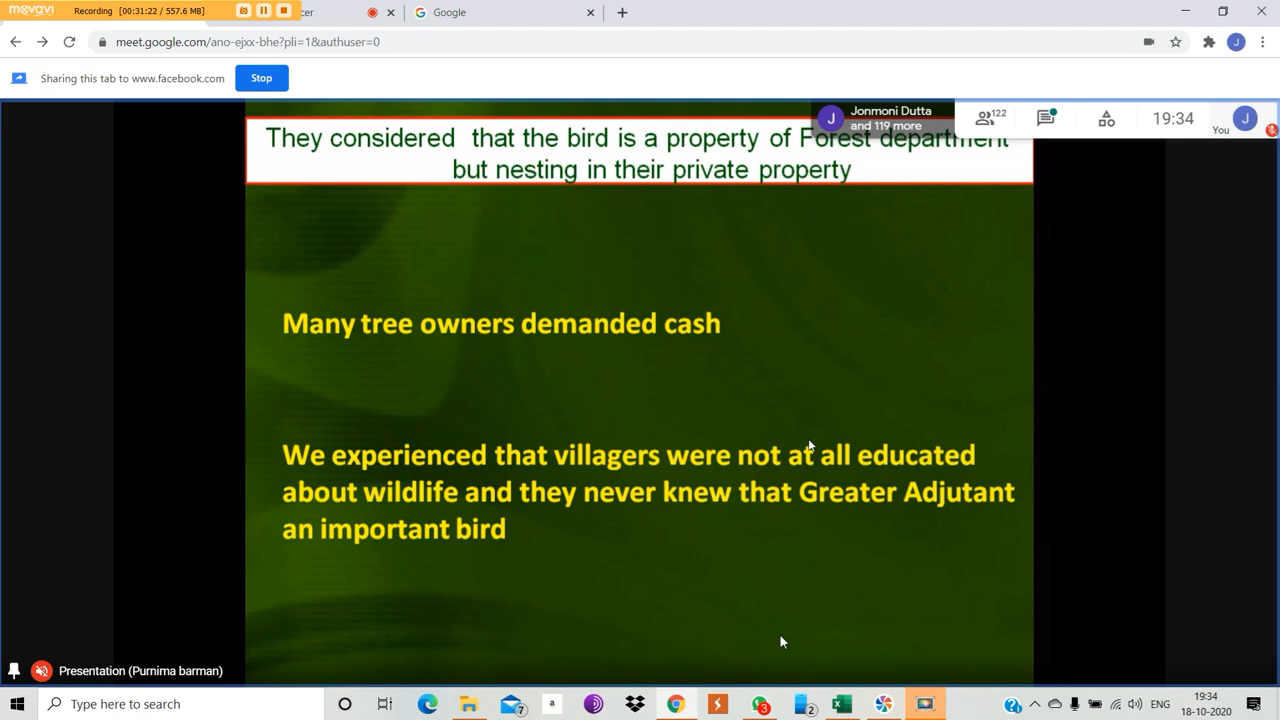 movavi
Recording [00:31:22 / 557.6 MB]
cer
Google
meet.google.com/ano-ejxx-bhe?pli=1&authuser=0
J
Sharing this tab to www.facebook.com
Stop
J
Jonmoni Dutta
and 119 more
122
19:34
You
J
They considered that the bird is a property of Forest department
but nesting in their private property
Many tree owners demanded cash
We experienced that villagers were not at all educated
about wildlife and they never knew that Greater Adjutant
an important bird
Presentation (Purnima barman)
Type here to search
7
a
3
2
ENG
19:34
18-10-2020